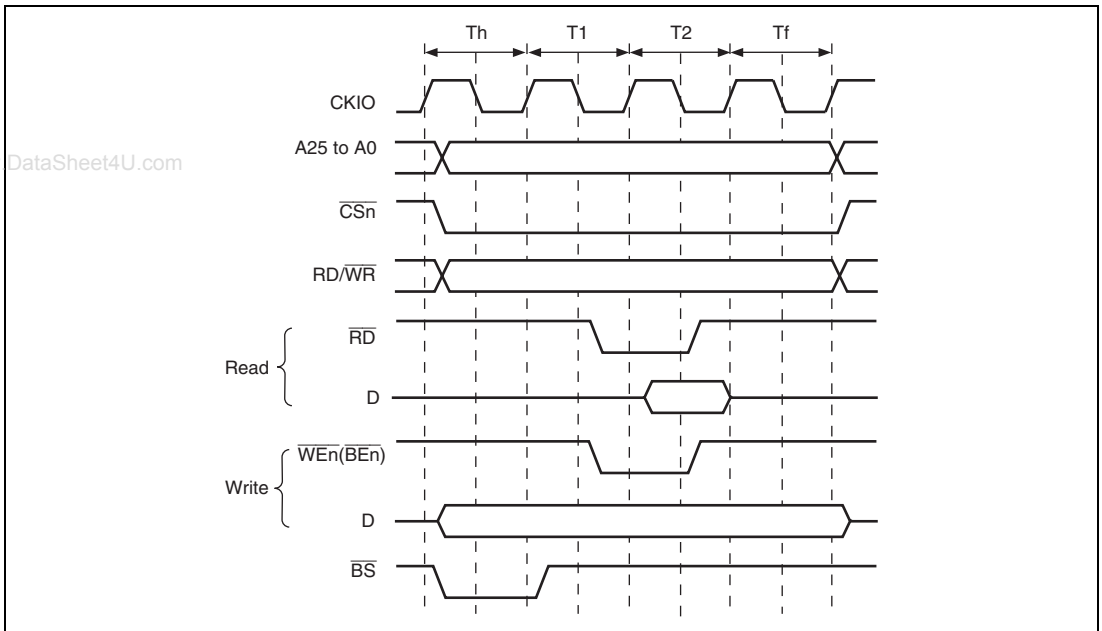 Th T1 T2 Tf
CKIO
A25 to A0
DataSheet4U.com
CSn
RD/WR
RD
Read
D
WEn(BEn)
Write
D
BS